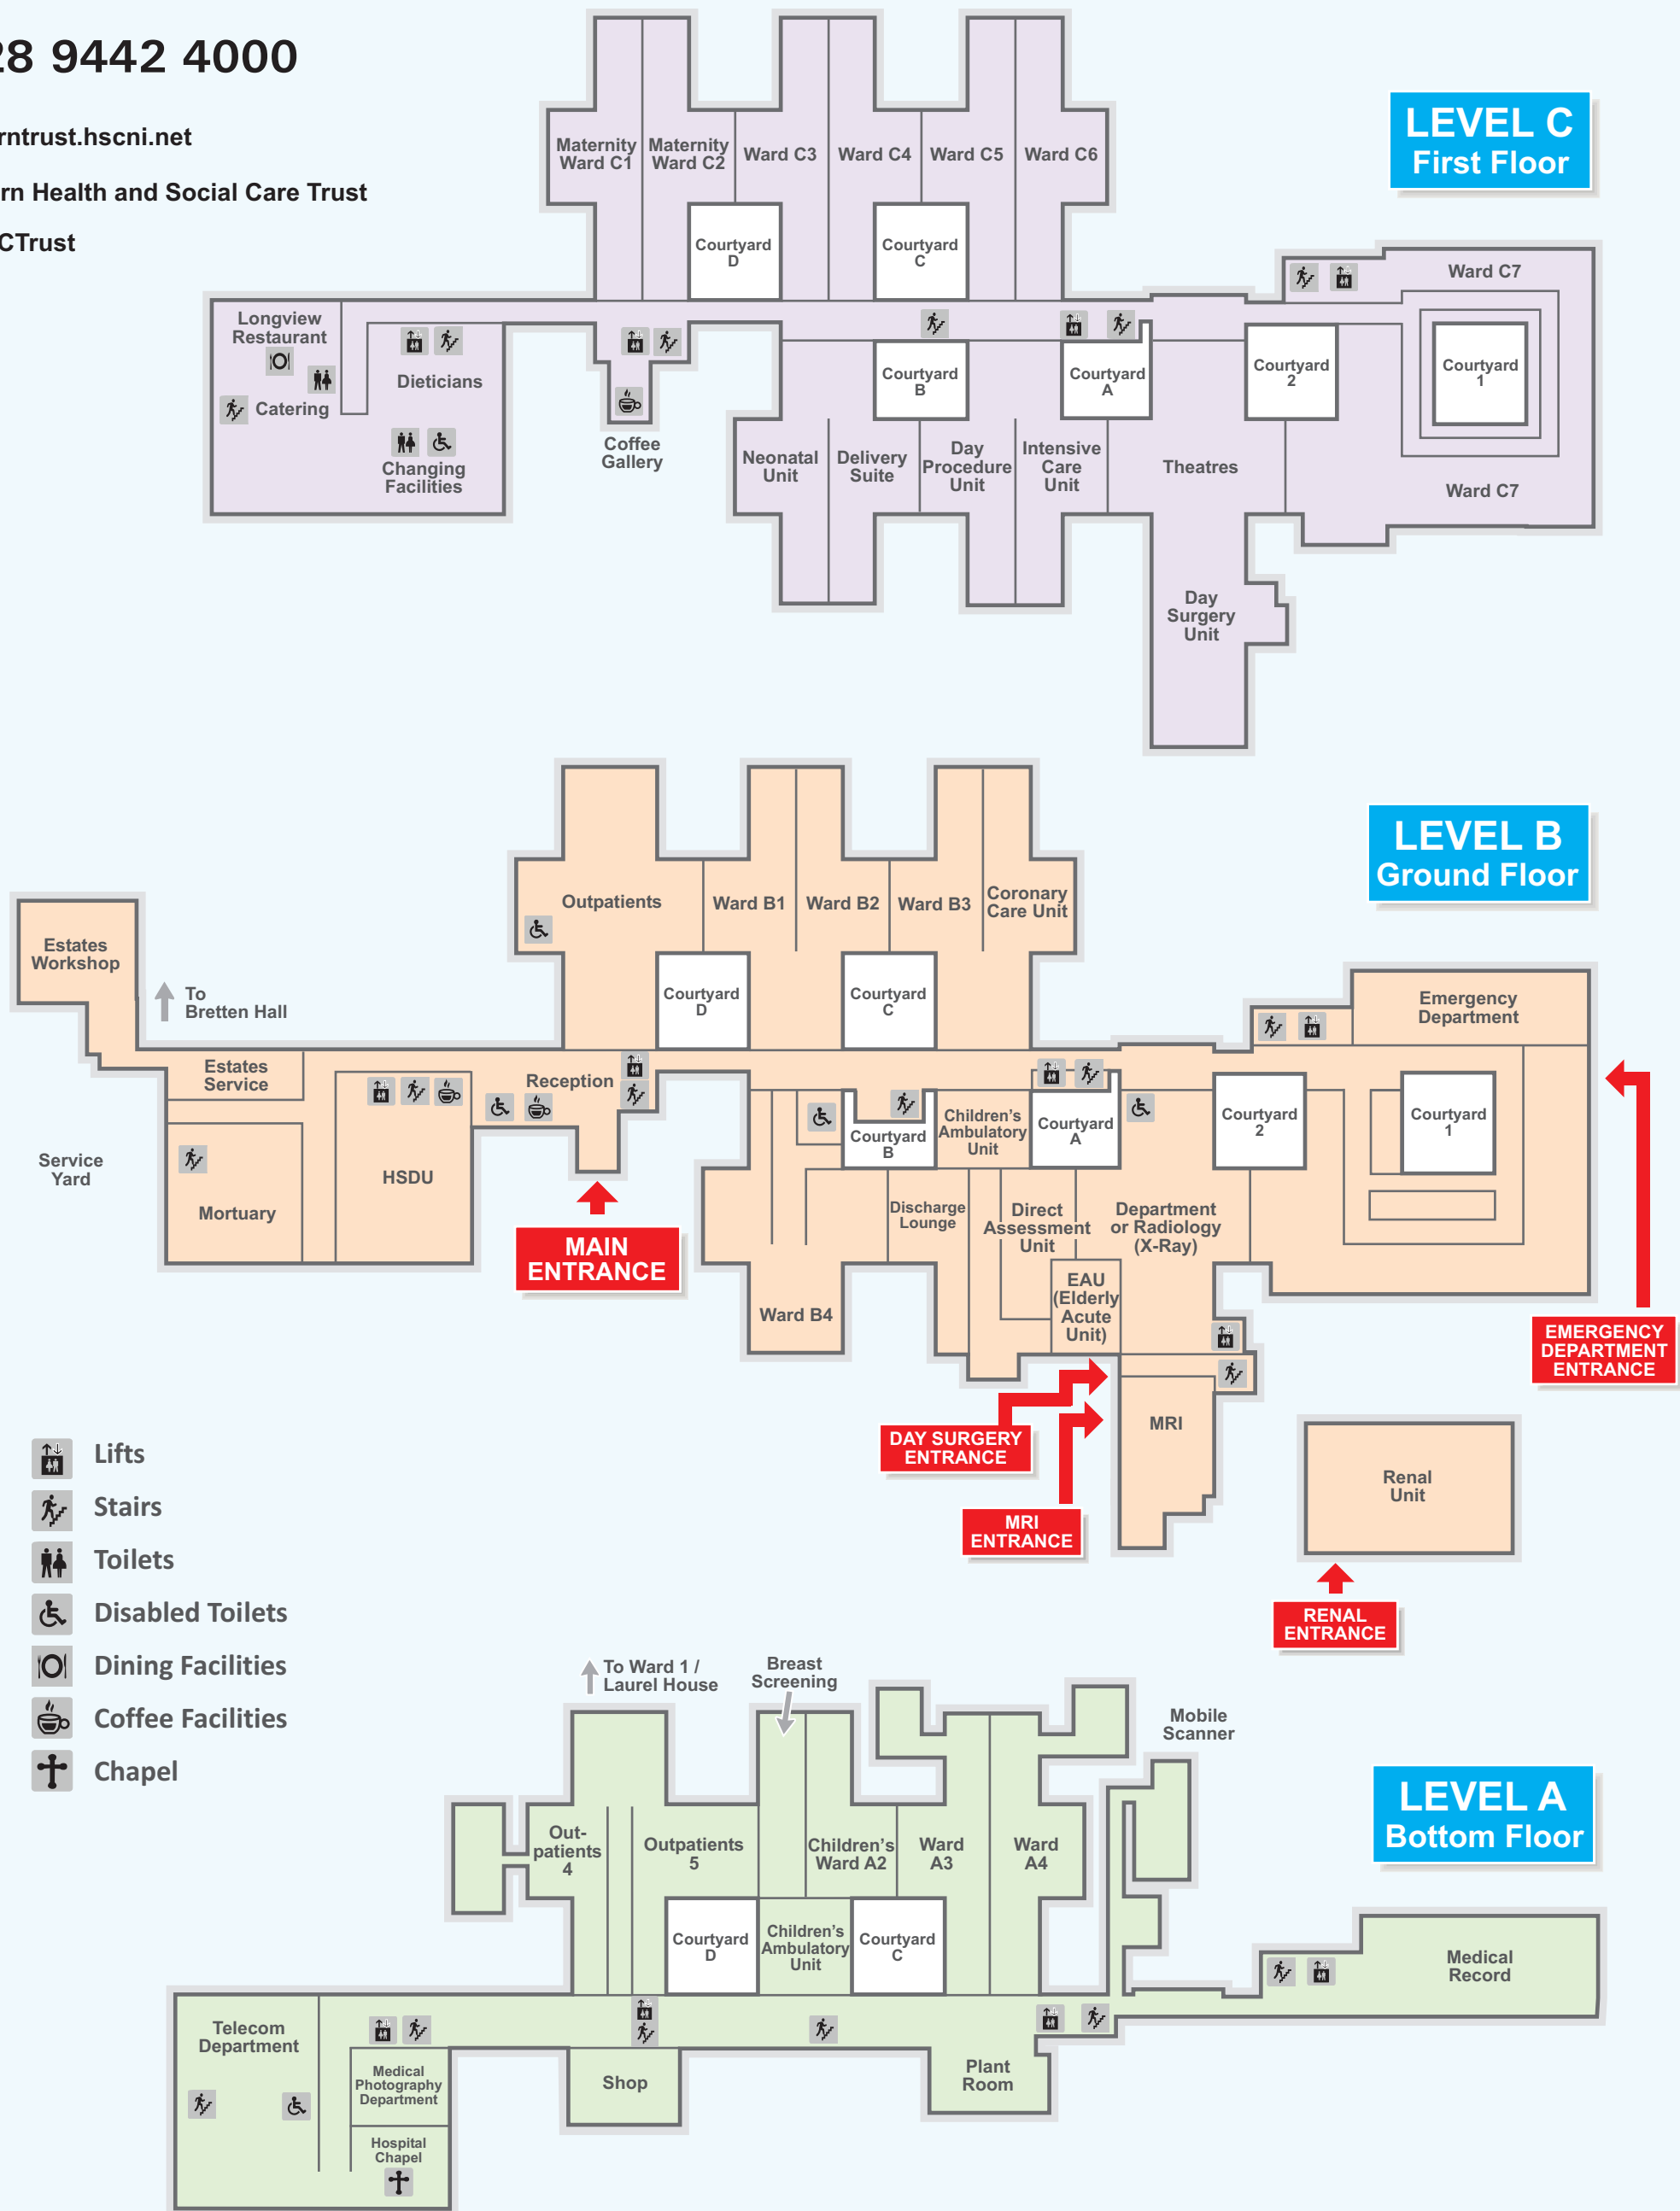 28 9442 4000
rntrust.hscni.net
rn Health and Social Care Trust
CTrust
LEVEL C
First Floor
Maternity
Ward C1
Maternity
Ward C2
Ward C3
Ward C4
Ward C5
Ward C6
Courtyard
D
Courtyard
C
Ward C7
Longview
Restaurant
Dieticians
Catering
Changing
Facilities
Coffee
Gallery
Courtyard
B
Courtyard
A
Courtyard
2
Courtyard
1
Neonatal
Unit
Delivery
Suite
Day
Procedure
Unit
Intensive
Care
Unit
Theatres
Ward C7
Day
Surgery
Unit
LEVEL B
Ground Floor
Outpatients
Ward B1
Ward B2
Ward B3
Coronary
Care Unit
Estates
Workshop
To
Bretten Hall
Courtyard
D
Courtyard
C
Emergency
Department
Estates
Service
Reception
Service
Yard
Mortuary
HSDU
Courtyard
B
Children's
Ambulatory
Unit
Courtyard
A
Courtyard
2
Courtyard
1
MAIN
ENTRANCE
Discharge
Lounge
Direct
Assessment
Unit
Department
or Radiology
(X-Ray)
Ward B4
EAU
(Elderly
Acute
Unit)
EMERGENCY
DEPARTMENT
ENTRANCE
DAY SURGERY
ENTRANCE
MRI
MRI
ENTRANCE
Renal
Unit
RENAL
ENTRANCE
Lifts
Stairs
Toilets
Disabled Toilets
Dining Facilities
Coffee Facilities
Chapel
To Ward 1 /
Laurel House
Breast
Screening
Mobile
Scanner
LEVEL A
Bottom Floor
Out-
patients
4
Outpatients
5
Children's
Ward A2
Ward
A3
Ward
A4
Courtyard
D
Children's
Ambulatory
Unit
Courtyard
C
Medical
Record
Telecom
Department
Medical
Photography
Department
Shop
Plant
Room
Hospital
Chapel